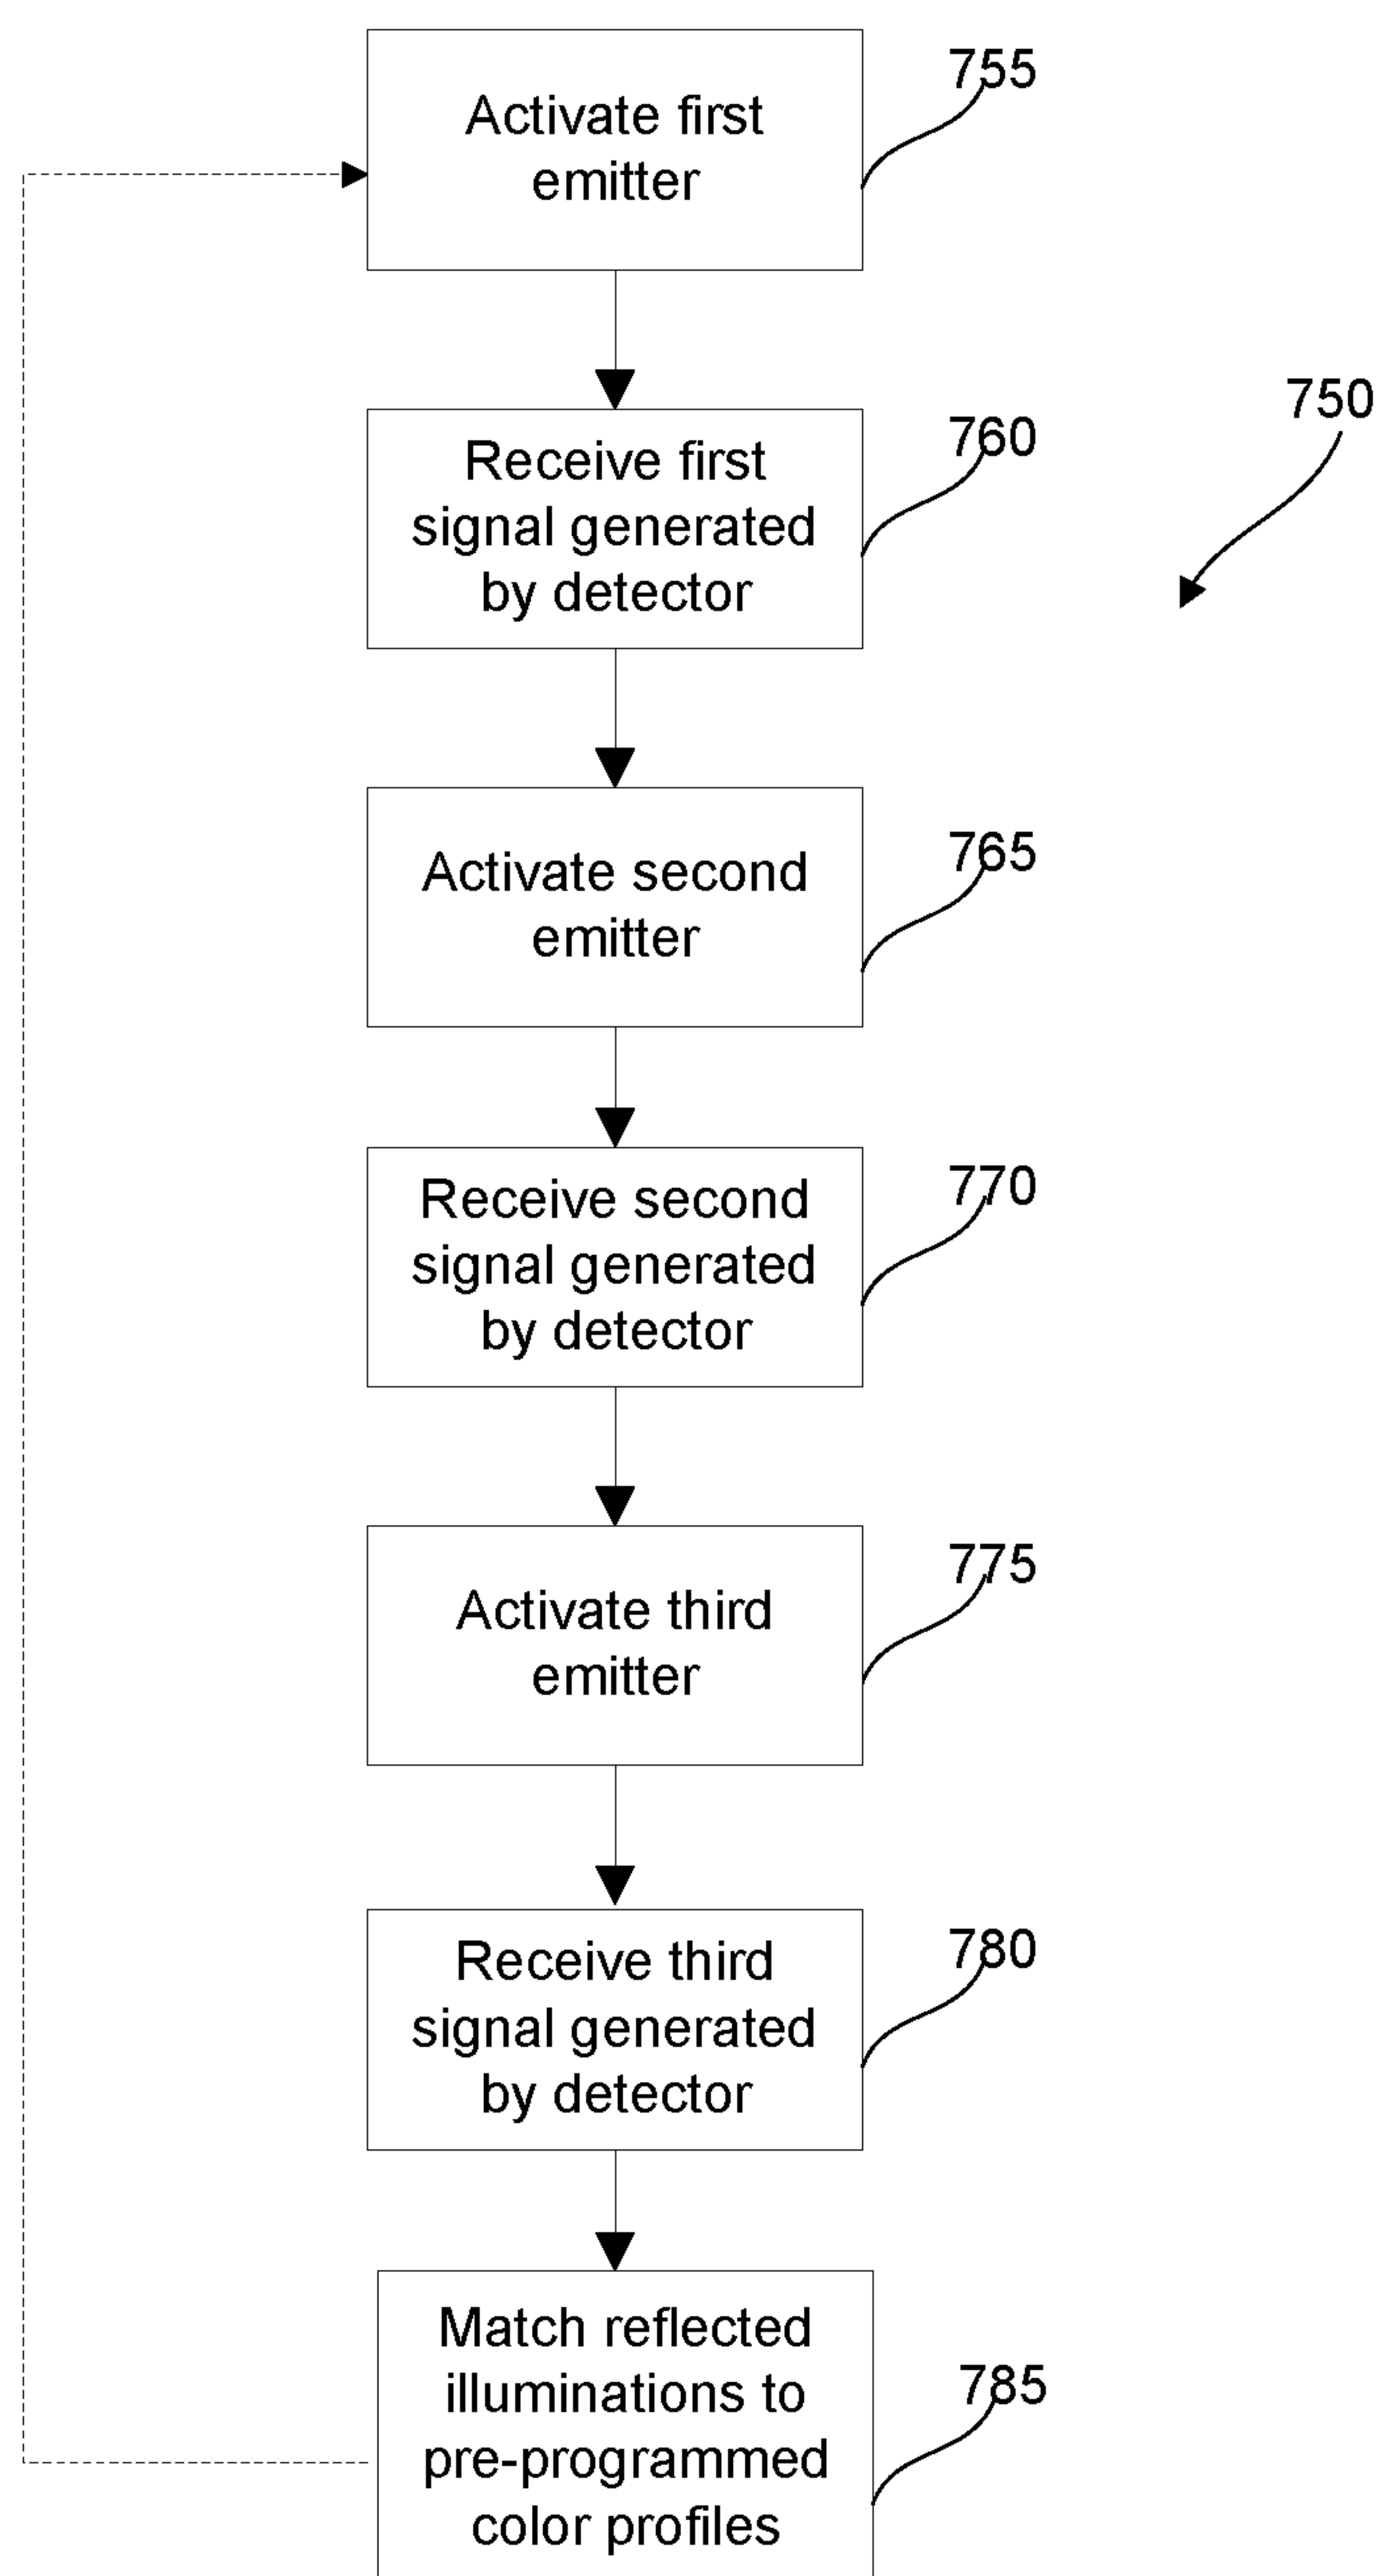 Activate first
emitter
755
Receive first
signal generated
by detector
760
750
Activate second
emitter
765
Receive second
signal generated
by detector
770
Activate third
emitter
775
Receive third
signal generated
by detector
780
Match reflected
illuminations to
pre-programmed
color profiles
785